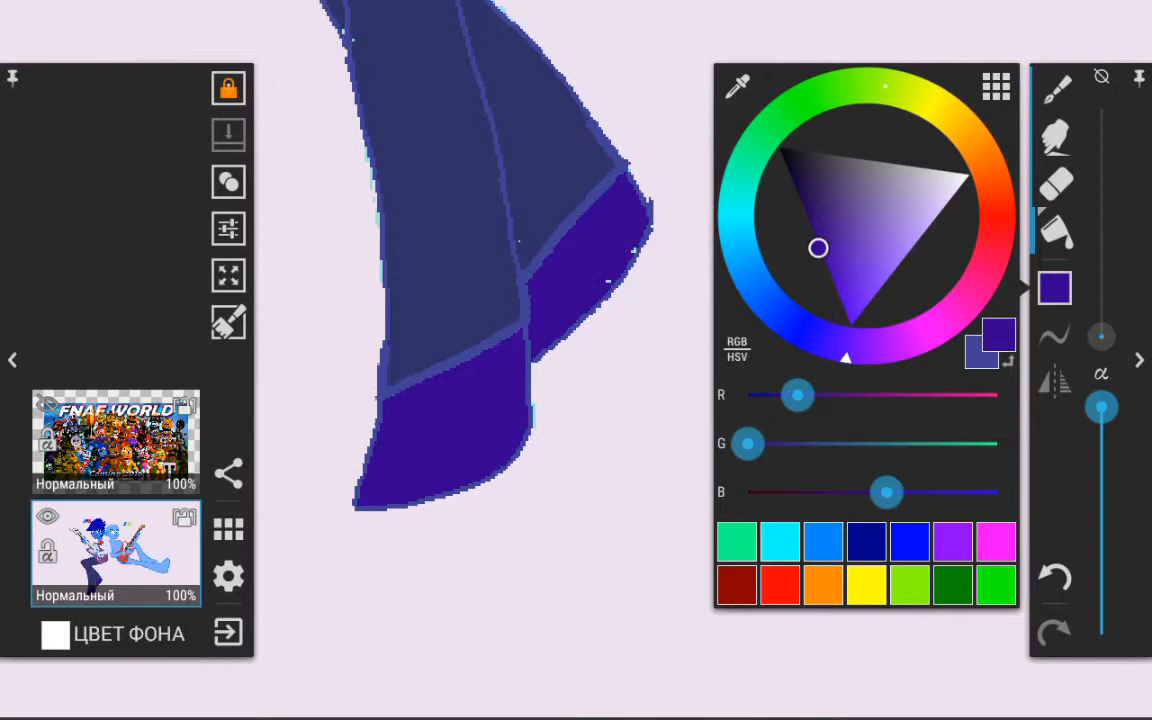 FNAF WORLD
Нормальный 100%
Нормальный 100%
ЦВЕТ ФОНА
RGB
HSV
R
G
B
α